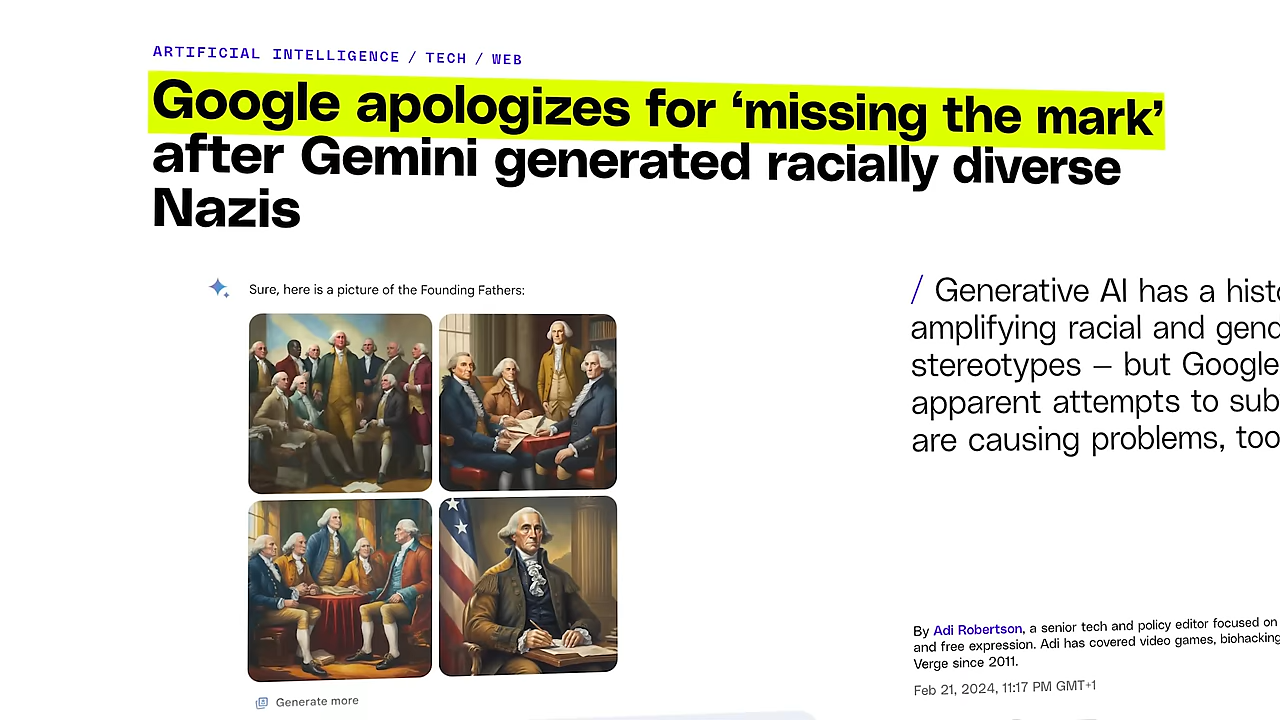 ARTIFICIAL INTELLIGENCE / TECH / WEB
Google apologizes for ‘missing the mark’
after Gemini generated racially diverse
Nazis
Sure, here is a picture of the Founding Fathers:
/ Generative AI has a
amplifying racial and
stereotypes — but Google
apparent attempts to
are causing problems, too
By Adi Robertson, a senior tech and policy editor focused on
and free expression. Adi has covered video games, biohacking
Verge since 2011.
Feb 21, 2024, 11:17 PM GMT+1
Generate more